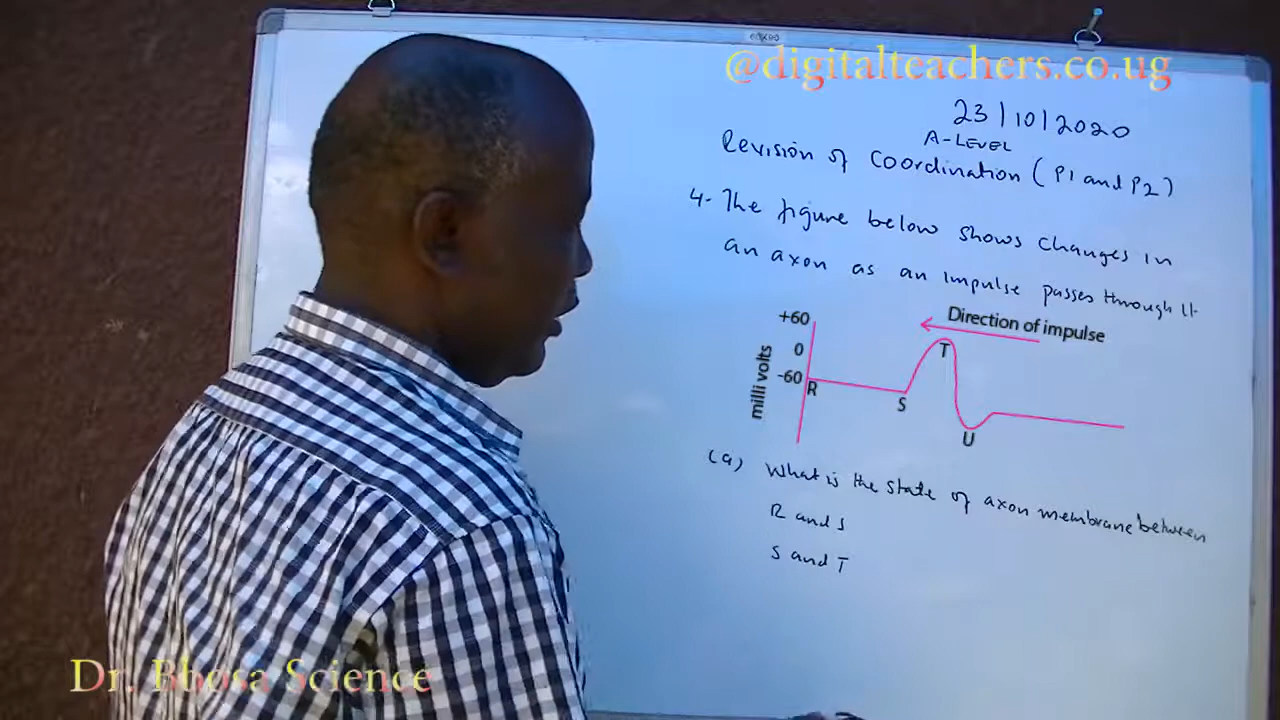 edxeo
@digitalteachers.co.ug
23/10/2020
A-LEVEL
Revision of Coordination (P1 and P2)
4. The figure below shows changes in
an axon as an impulse passes through it
Direction of impulse
+60
0
-60
milli volts
R
S
T
U
(a) What is the state of axon membrane between
R and S
S and T
Dr. Bbosa Science